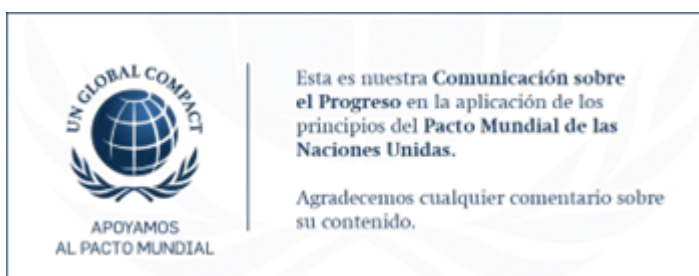 UN GLOBAL COMPACT
APOYAMOS
AL PACTO MUNDIAL
Esta es nuestra Comunicación sobre
el Progreso en la aplicación de los
principios del Pacto Mundial de las
Naciones Unidas.
Agradecemos cualquier comentario sobre
su contenido.